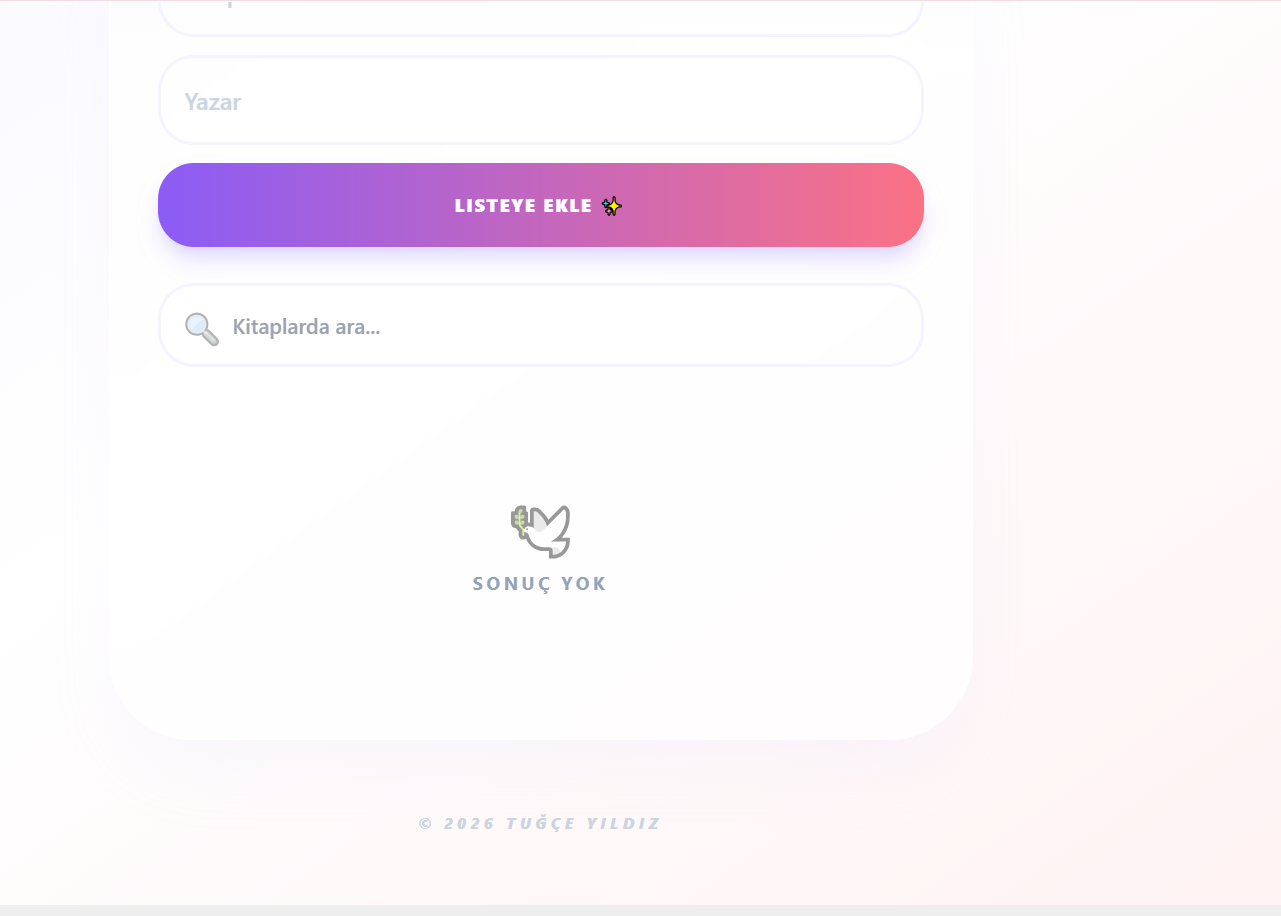 Yazar
LISTEYE EKLE ✨
Kitaplarda ara...
SONUÇ YOK
© 2026 TUĞÇE YILDIZ